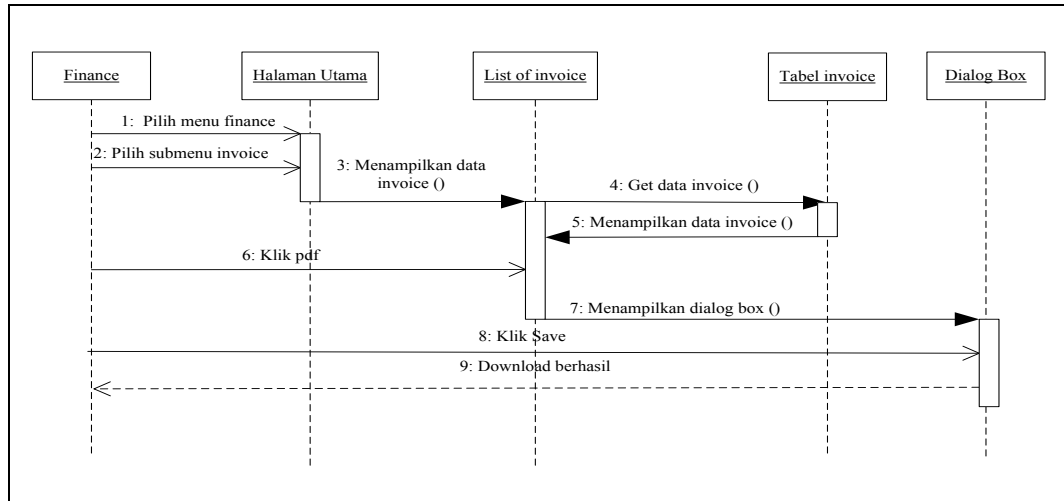 Finance
Halaman Utama
List of invoice
Tabel invoice
Dialog Box
1: Pilih menu finance
2: Pilih submenu invoice
3: Menampilkan data
invoice ()
4: Get data invoice ()
5: Menampilkan data invoice ()
6: Klik pdf
7: Menampilkan dialog box ()
8: Klik Save
9: Download berhasil